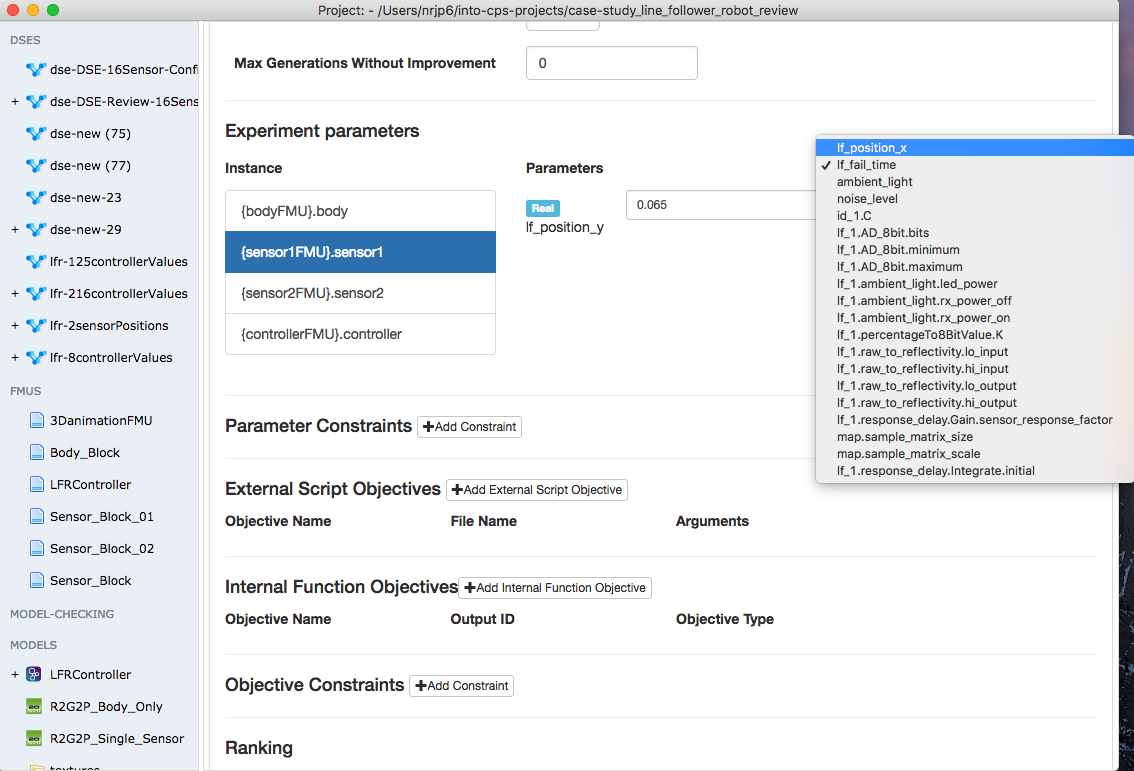 Project: - /Users/nrjp6/into-cps-projects/case-study_line_follower_robot_review
DSES
dse-DSE-16Sensor-Confi
+ dse-DSE-Review-16Sens
dse-new (75)
dse-new (77)
dse-new-23
+ dse-new-29
lfr-125controllerValues
+ lfr-216controllerValues
+ lfr-2sensorPositions
+ lfr-8controllerValues
FMUS
3DanimationFMU
Body_Block
LFRController
Sensor_Block_01
Sensor_Block_02
Sensor_Block
MODEL-CHECKING
MODELS
+ LFRController
R2G2P_Body_Only
R2G2P_Single_Sensor
textures
Max Generations Without Improvement 0
Experiment parameters
Instance
{bodyFMU}.body
{sensor1FMU}.sensor1
{sensor2FMU}.sensor2
{controllerFMU}.controller
Parameters
Real
lf_position_y
0.065
lf_position_x
✓ lf_fail_time
ambient_light
noise_level
id_1.C
lf_1.AD_8bit.bits
lf_1.AD_8bit.minimum
lf_1.AD_8bit.maximum
lf_1.ambient_light.led_power
lf_1.ambient_light.rx_power_off
lf_1.ambient_light.rx_power_on
lf_1.percentageTo8BitValue.K
lf_1.raw_to_reflectivity.lo_input
lf_1.raw_to_reflectivity.hi_input
lf_1.raw_to_reflectivity.lo_output
lf_1.raw_to_reflectivity.hi_output
lf_1.response_delay.Gain.sensor_response_factor
map.sample_matrix_size
map.sample_matrix_scale
lf_1.response_delay.Integrate.initial
Parameter Constraints +Add Constraint
External Script Objectives +Add External Script Objective
Objective Name File Name Arguments
Internal Function Objectives +Add Internal Function Objective
Objective Name Output ID Objective Type
Objective Constraints +Add Constraint
Ranking